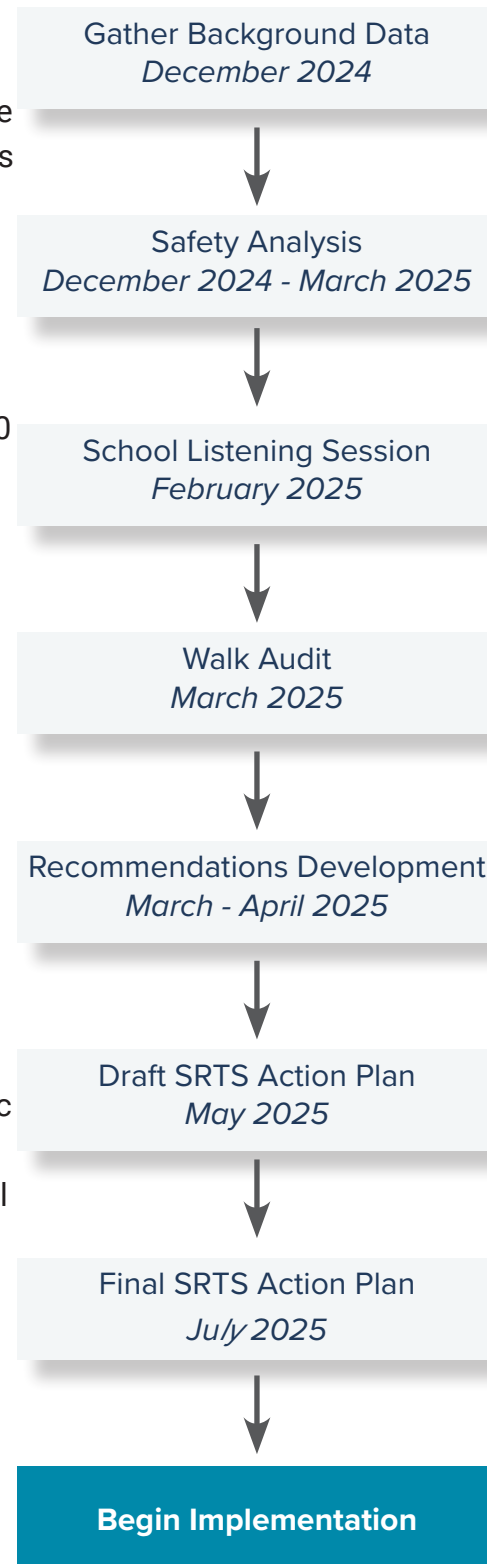 Gather Background Data
December 2024
e
s
Safety Analysis
December 2024 - March 2025
0
School Listening Session
February 2025
Walk Audit
March 2025
Recommendations Development
March - April 2025
Draft SRTS Action Plan
May 2025
c
l
Final SRTS Action Plan
July 2025
Begin Implementation